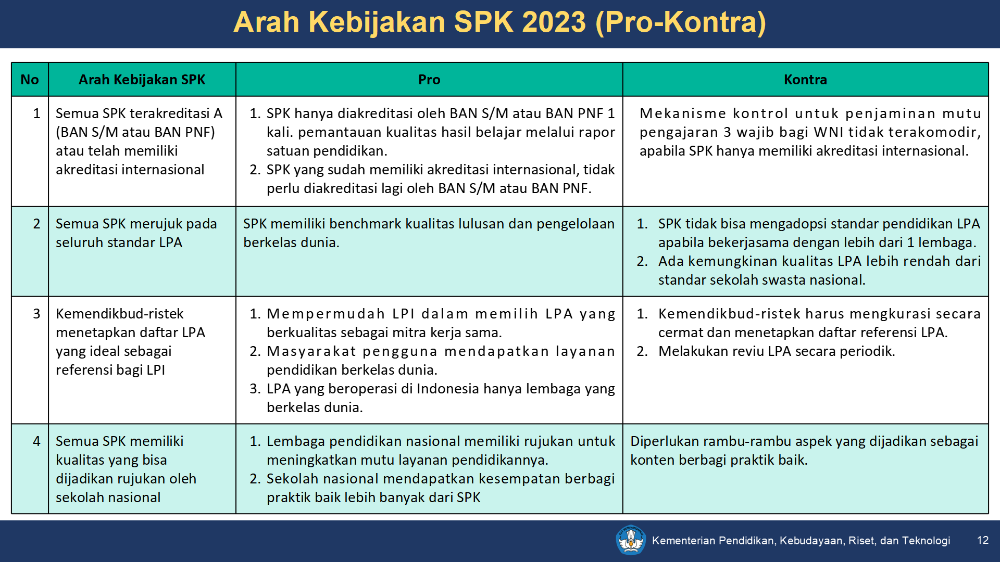 Arah Kebijakan SPK 2023 (Pro-Kontra)
No
Arah Kebijakan SPK
Pro
Kontra
1
Semua SPK terakreditasi A
(BAN S/M atau BAN PNF)
atau telah memiliki
akreditasi internasional
1. SPK hanya diakreditasi oleh BAN S/M atau BAN PNF 1
kali. pemantauan kualitas hasil belajar melalui rapor
satuan pendidikan.
2. SPK yang sudah memiliki akreditasi internasional, tidak
perlu diakreditasi lagi oleh BAN S/M atau BAN PNF.
Mekanisme kontrol untuk penjaminan mutu
pengajaran 3 wajib bagi WNI tidak terakomodir,
apabila SPK hanya memiliki akreditasi internasional.
2
Semua SPK merujuk pada
seluruh standar LPA
SPK memiliki benchmark kualitas lulusan dan pengelolaan
berkelas dunia.
1. SPK tidak bisa mengadopsi standar pendidikan LPA
apabila bekerjasama dengan lebih dari 1 lembaga.
2. Ada kemungkinan kualitas LPA lebih rendah dari
standar sekolah swasta nasional.
3
Kemendikbud-ristek
menetapkan daftar LPA
yang ideal sebagai
referensi bagi LPI
1. Mempermudah LPI dalam memilih LPA yang
berkualitas sebagai mitra kerja sama.
2. Masyarakat pengguna mendapatkan layanan
pendidikan berkelas dunia.
3. LPA yang beroperasi di Indonesia hanya lembaga yang
berkelas dunia.
1. Kemendikbud-ristek harus mengkurasi secara
cermat dan menetapkan daftar referensi LPA.
2. Melakukan reviu LPA secara periodik.
4
Semua SPK memiliki
kualitas yang bisa
dijadikan rujukan oleh
sekolah nasional
1. Lembaga pendidikan nasional memiliki rujukan untuk
meningkatkan mutu layanan pendidikannya.
2. Sekolah nasional mendapatkan kesempatan berbagi
praktik baik lebih banyak dari SPK
Diperlukan rambu-rambu aspek yang dijadikan sebagai
konten berbagi praktik baik.
TUT WURI HANDAYANI
Kementerian Pendidikan, Kebudayaan, Riset, dan Teknologi
12